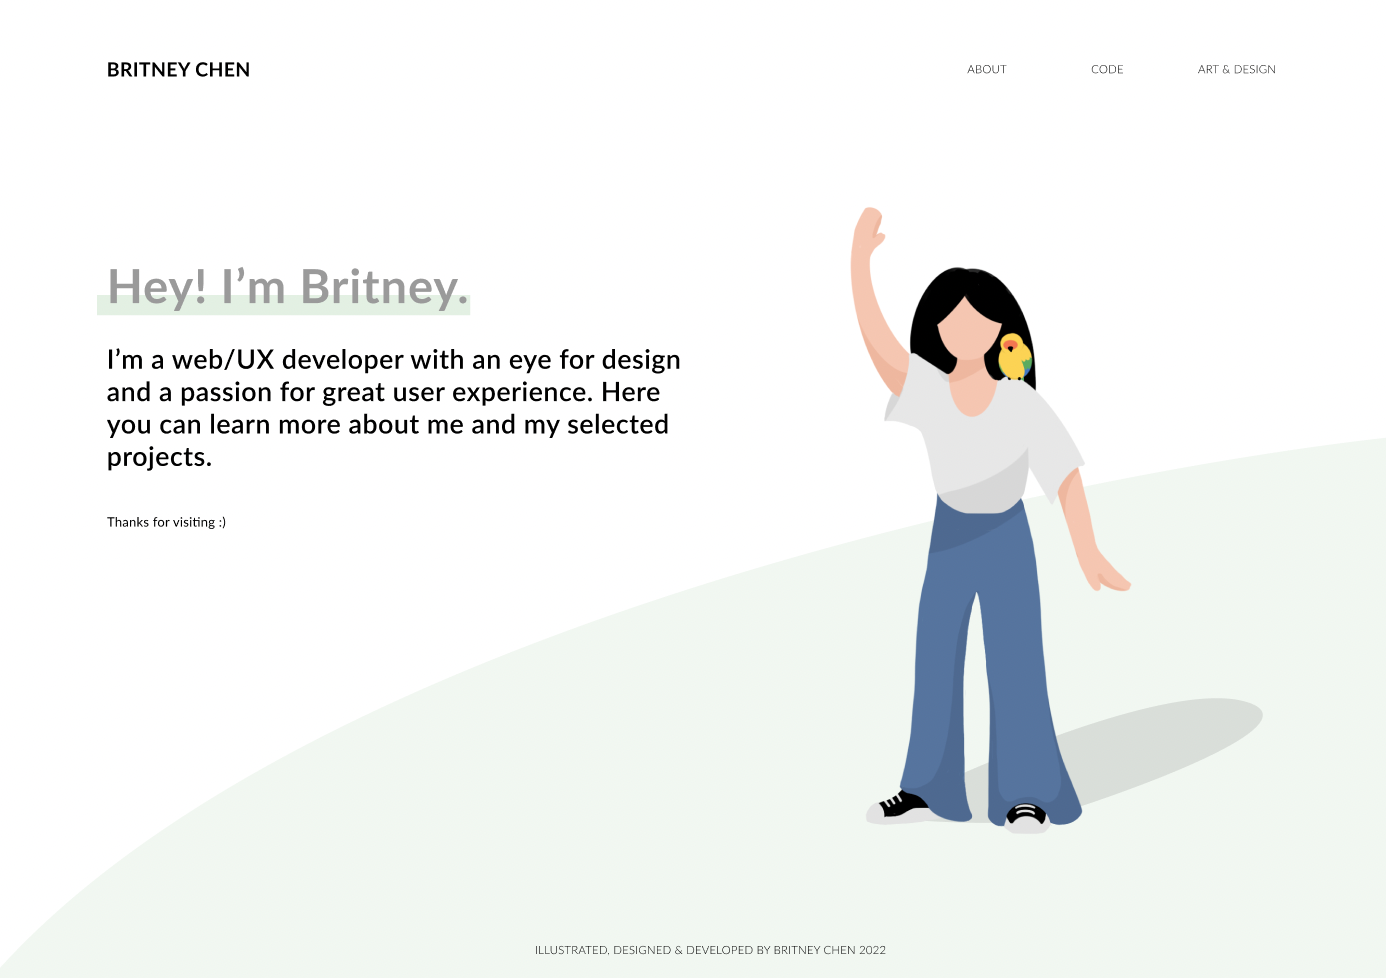 BRITNEY CHEN
ABOUT
CODE
ART & DESIGN
Hey! I’m Britney.
I’m a web/UX developer with an eye for design
and a passion for great user experience. Here
you can learn more about me and my selected
projects.
Thanks for visiting :)
ILLUSTRATED, DESIGNED & DEVELOPED BY BRITNEY CHEN 2022